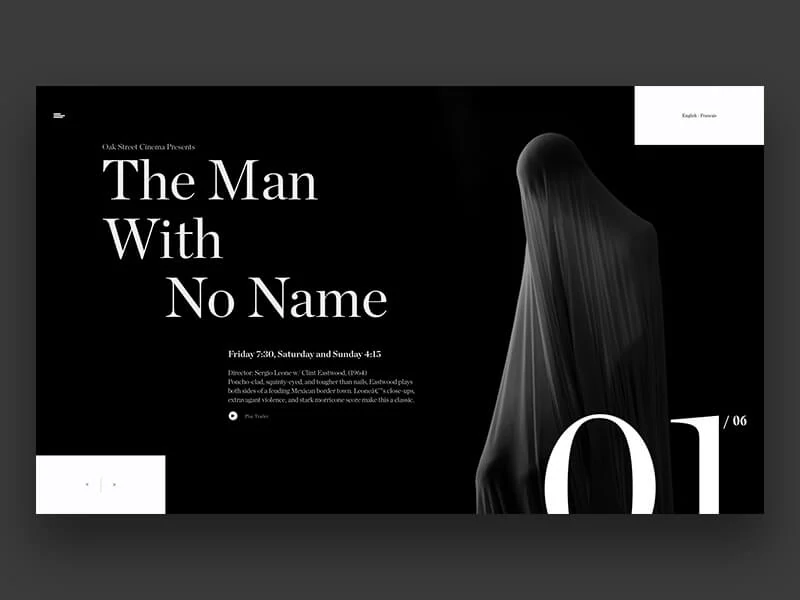 English / Francais
Oak Street Cinema Presents
The Man
With
No Name
Friday 7:30, Saturday and Sunday 4:15
Director: Sergio Leone w/ Clint Eastwood, (1964)
Poncho-clad, squinty-eyed, and tougher than nails, Eastwood plays
both sides of a feuding Mexican border town. Leoneâ€™s close-ups,
extravagant violence, and stark morricone score make this a classic.
Play Trailer
01 / 06